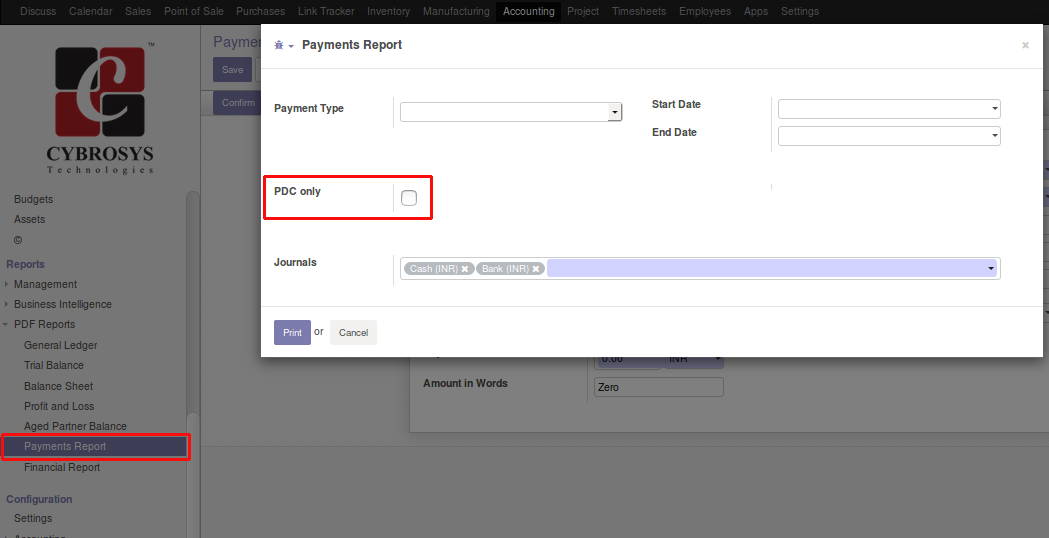 Discuss Calendar Sales Point of Sale Purchases Link Tracker Inventory Manufacturing Accounting Project Timesheets Employees Apps Settings
C
™
CYBROSYS
Technologies
Budgets
Assets
©
Reports
Management
Business Intelligence
PDF Reports
General Ledger
Trial Balance
Balance Sheet
Profit and Loss
Aged Partner Balance
Payments Report
Financial Report
Configuration
Settings
Save
Confirm
Payments Report
×
Payment Type
Start Date
End Date
PDC only
Journals Cash (INR) ✖ Bank (INR) ✖
Print or Cancel
0.00 INR
Amount in Words Zero